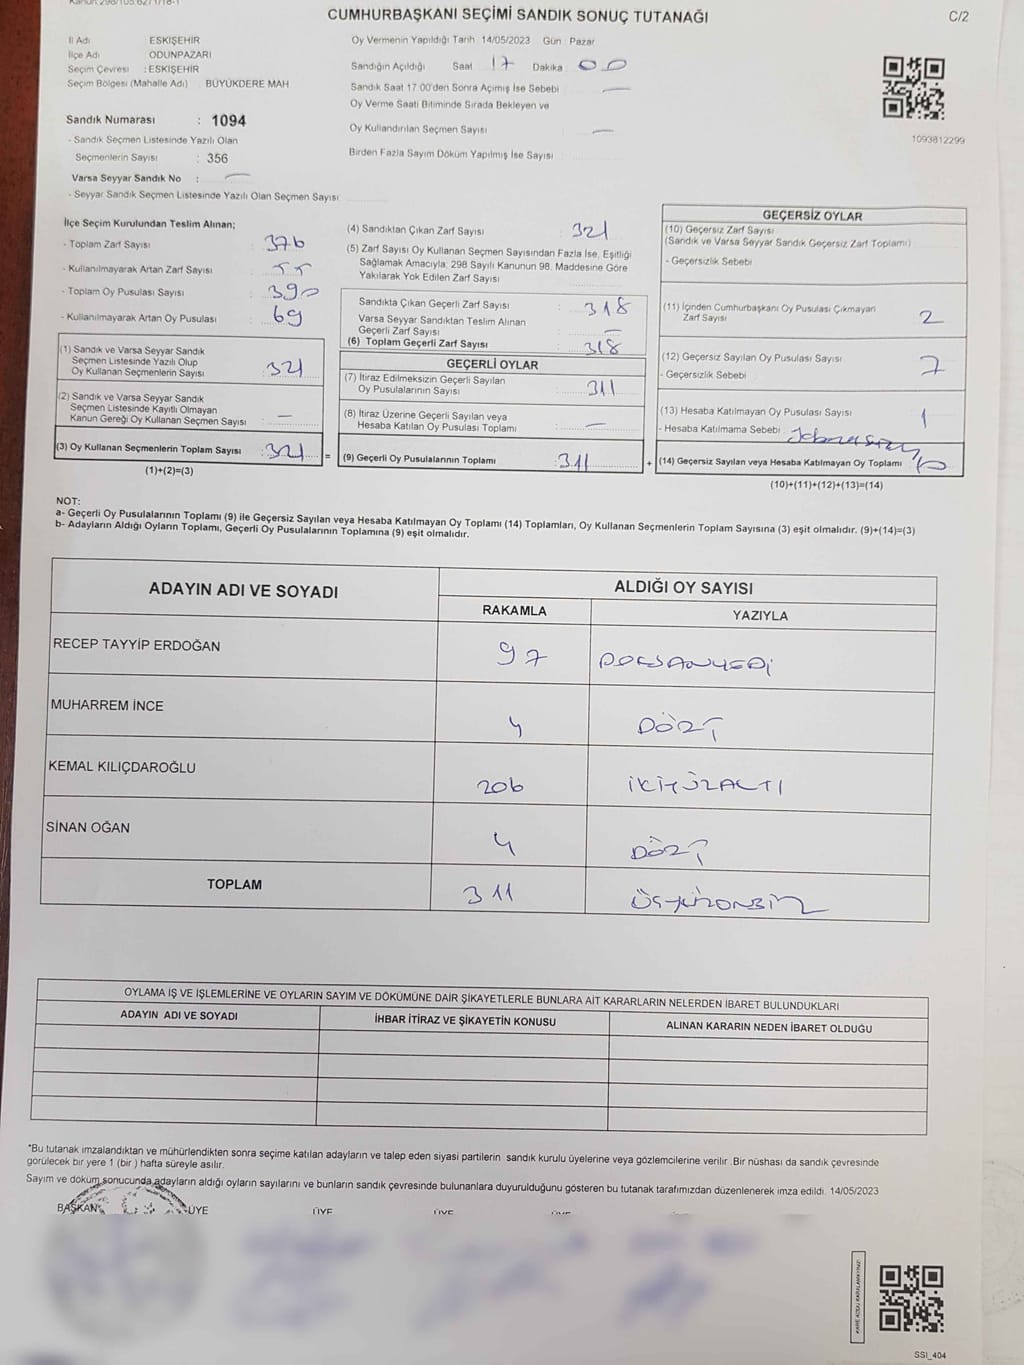 Kanun:298/105.6271/18-1
CUMHURBAŞKANI SEÇİMİ SANDIK SONUÇ TUTANAĞI
C/2
İl Adı ESKİŞEHİR
İlçe Adı ODUNPAZARI
Seçim Çevresi : ESKİŞEHİR
Seçim Bölgesi (Mahalle Adı) BÜYÜKDERE MAH
Sandık Numarası : 1094
- Sandık Seçmen Listesinde Yazılı Olan
Seçmenlerin Sayısı : 356
Varsa Seyyar Sandık No : —
- Seyyar Sandık Seçmen Listesinde Yazılı Olan Seçmen Sayısı
Oy Vermenin Yapıldığı Tarih 14/05/2023 Gün Pazar
Sandığın Açıldığı Saat 17 Dakika 00
Sandık Saat 17:00'den Sonra Açımış İse Sebebi —
Oy Verme Saati Bitiminde Sırada Bekleyen ve
Oy Kullandırılan Seçmen Sayısı —
Birden Fazla Sayım Döküm Yapılmış İse Sayısı
1093812299
İlçe Seçim Kurulundan Teslim Alınan;
- Toplam Zarf Sayısı : 376
- Kullanılmayarak Artan Zarf Sayısı : 55
- Toplam Oy Pusulası Sayısı : 390
- Kullanılmayarak Artan Oy Pusulası : 69
(1) Sandık ve Varsa Seyyar Sandık
Seçmen Listesinde Yazılı Olup
Oy Kullanan Seçmenlerin Sayısı : 321
(2) Sandık ve Varsa Seyyar Sandık
Seçmen Listesinde Kayıtlı Olmayan
Kanun Gereği Oy Kullanan Seçmen Sayısı : —
(3) Oy Kullanan Seçmenlerin Toplam Sayısı : 321
(1)+(2)=(3)
=
(4) Sandıktan Çıkan Zarf Sayısı : 321
(5) Zarf Sayısı Oy Kullanan Seçmen Sayısından Fazla İse, Eşitliği
Sağlamak Amacıyla; 298 Sayılı Kanunun 98. Maddesine Göre
Yakılarak Yok Edilen Zarf Sayısı
Sandıkta Çıkan Geçerli Zarf Sayısı : 318
Varsa Seyyar Sandıktan Teslim Alınan
Geçerli Zarf Sayısı : —
(6) Toplam Geçerli Zarf Sayısı : 318
GEÇERLİ OYLAR
(7) İtiraz Edilmeksizin Geçerli Sayılan
Oy Pusulalarının Sayısı : 311
(8) İtiraz Üzerine Geçerli Sayılan veya
Hesaba Katılan Oy Pusulası Toplamı : —
(9) Geçerli Oy Pusulalarının Toplamı : 311
+
GEÇERSİZ OYLAR
(10) Geçersiz Zarf Sayısı
(Sandık ve Varsa Seyyar Sandık Geçersiz Zarf Toplamı)
- Geçersizlik Sebebi
(11) İçinden Cumhurbaşkanı Oy Pusulası Çıkmayan
Zarf Sayısı 2
(12) Geçersiz Sayılan Oy Pusulası Sayısı 7
- Geçersizlik Sebebi
(13) Hesaba Katılmayan Oy Pusulası Sayısı 1
- Hesaba Katılmama Sebebi
(14) Geçersiz Sayılan veya Hesaba Katılmayan Oy Toplamı 10
(10)+(11)+(12)+(13)=(14)
NOT:
a- Geçerli Oy Pusulalarının Toplamı (9) ile Geçersiz Sayılan veya Hesaba Katılmayan Oy Toplamı (14) Toplamları, Oy Kullanan Seçmenlerin Toplam Sayısına (3) eşit olmalıdır. (9)+(14)=(3)
b- Adayların Aldığı Oyların Toplamı, Geçerli Oy Pusulalarının Toplamına (9) eşit olmalıdır.
ADAYIN ADI VE SOYADI ALDIĞI OY SAYISI
RAKAMLA YAZIYLA
RECEP TAYYİP ERDOĞAN 97 DOKSANYEDİ
MUHARREM İNCE 4 DÖRT
KEMAL KILIÇDAROĞLU 206 İKİYÜZALTI
SİNAN OĞAN 4 DÖRT
TOPLAM 311 ÜÇYÜZONBİR
OYLAMA İŞ VE İŞLEMLERİNE VE OYLARIN SAYIM VE DÖKÜMÜNE DAİR ŞİKAYETLERLE BUNLARA AİT KARARLARIN NELERDEN İBARET BULUNDUKLARI
ADAYIN ADI VE SOYADI İHBAR İTİRAZ VE ŞİKAYETİN KONUSU ALINAN KARARIN NEDEN İBARET OLDUĞU
*Bu tutanak imzalandıktan ve mühürlendikten sonra seçime katılan adayların ve talep eden siyasi partilerin sandık kurulu üyelerine veya gözlemcilerine verilir. Bir nüshası da sandık çevresinde
görülecek bir yere 1 (bir) hafta süreyle asılır.
Sayım ve döküm sonucunda adayların aldığı oyların sayılarını ve bunların sandık çevresinde bulunanlara duyurulduğunu gösteren bu tutanak tarafımızdan düzenlenerek imza edildi. 14/05/2023
BAŞKAN ÜYE ÜYE ÜYE ÜYE
KARE KODU KARALAMAYINIZ!
SSI_404